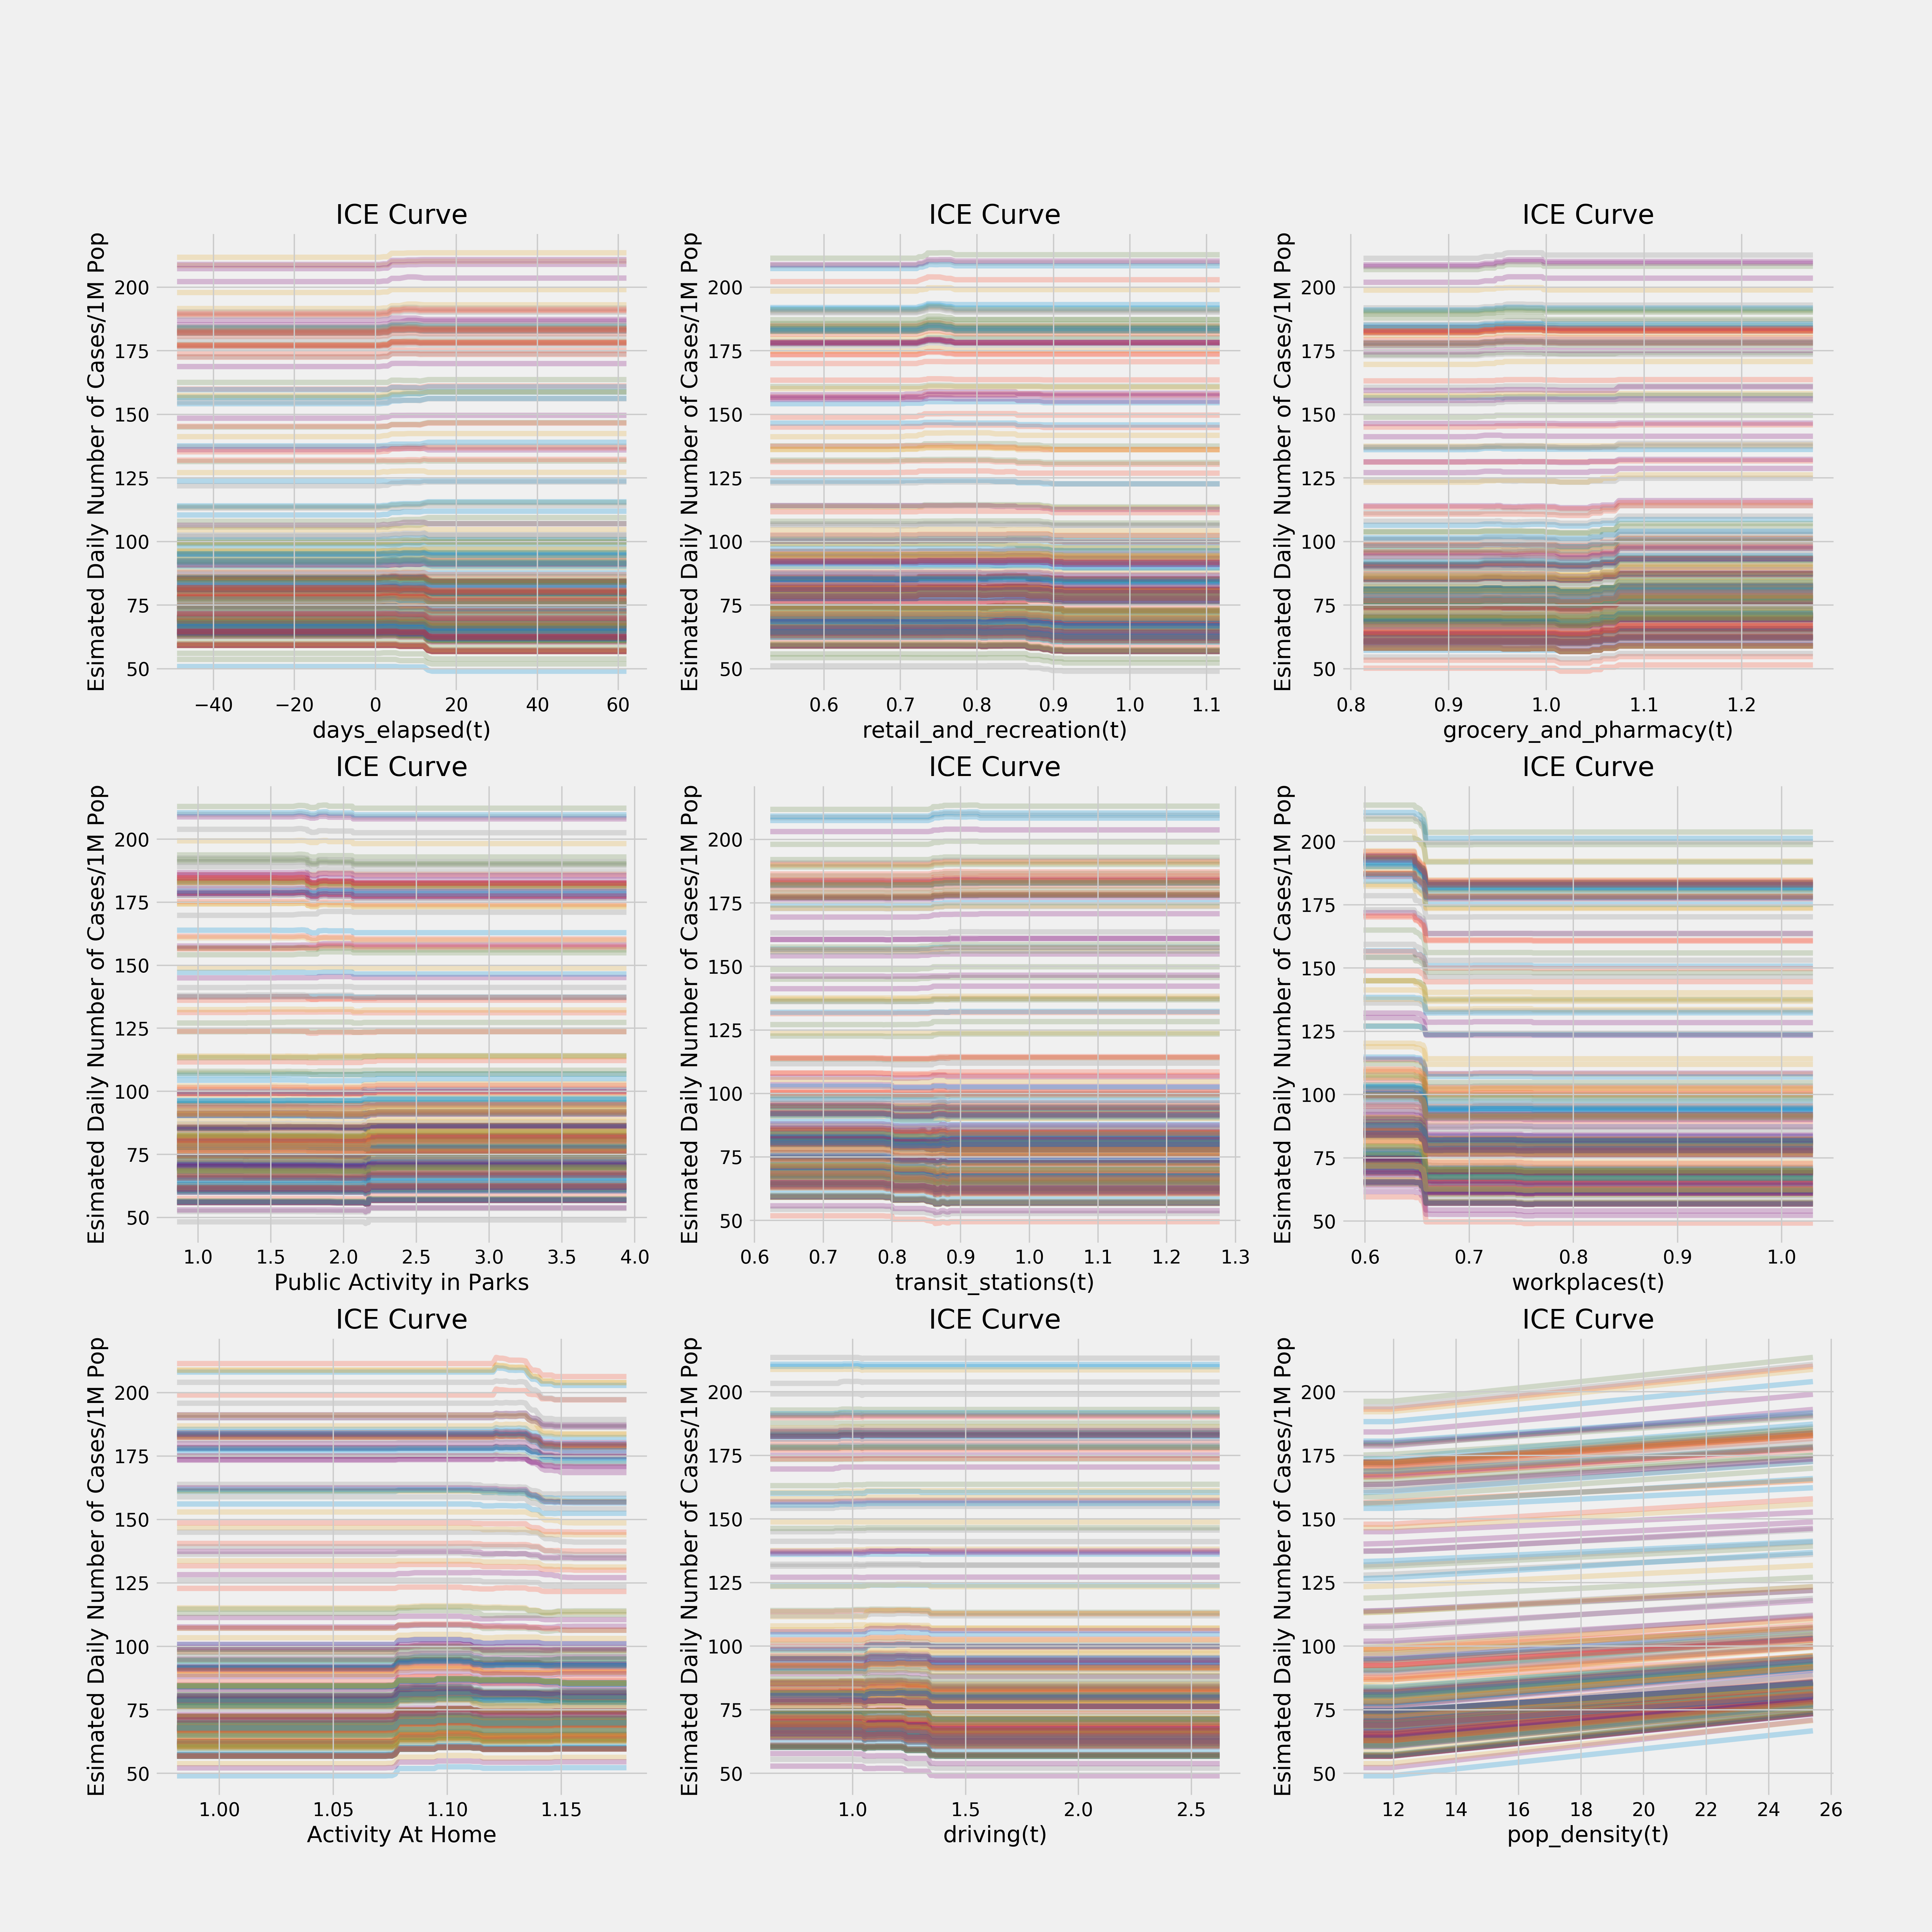 ICE Curve ICE Curve ICE Curve
Esimated Daily Number of Cases/1M Pop
200
175
150
125
100
75
50
−40 −20 0 20 40 60
days_elapsed(t)
Esimated Daily Number of Cases/1M Pop
200
175
150
125
100
75
50
0.6 0.7 0.8 0.9 1.0 1.1
retail_and_recreation(t)
Esimated Daily Number of Cases/1M Pop
200
175
150
125
100
75
50
0.8 0.9 1.0 1.1 1.2
grocery_and_pharmacy(t)
ICE Curve ICE Curve ICE Curve
Esimated Daily Number of Cases/1M Pop
200
175
150
125
100
75
50
1.0 1.5 2.0 2.5 3.0 3.5 4.0
Public Activity in Parks
Esimated Daily Number of Cases/1M Pop
200
175
150
125
100
75
50
0.6 0.7 0.8 0.9 1.0 1.1 1.2 1.3
transit_stations(t)
Esimated Daily Number of Cases/1M Pop
200
175
150
125
100
75
50
0.6 0.7 0.8 0.9 1.0
workplaces(t)
ICE Curve ICE Curve ICE Curve
Esimated Daily Number of Cases/1M Pop
200
175
150
125
100
75
50
1.00 1.05 1.10 1.15
Activity At Home
Esimated Daily Number of Cases/1M Pop
200
175
150
125
100
75
50
1.0 1.5 2.0 2.5
driving(t)
Esimated Daily Number of Cases/1M Pop
200
175
150
125
100
75
50
12 14 16 18 20 22 24 26
pop_density(t)